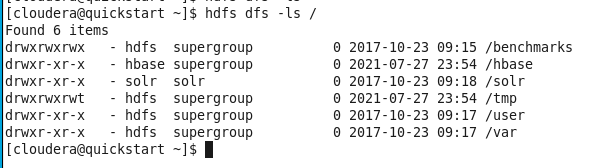 [cloudera@quickstart ~]$ hdfs dfs -ls /
Found 6 items
drwxrwxrwx   - hdfs  supergroup          0 2017-10-23 09:15 /benchmarks
drwxr-xr-x   - hbase supergroup          0 2021-07-27 23:54 /hbase
drwxr-xr-x   - solr  solr                0 2017-10-23 09:18 /solr
drwxrwxrwt   - hdfs  supergroup          0 2021-07-27 23:54 /tmp
drwxr-xr-x   - hdfs  supergroup          0 2017-10-23 09:17 /user
drwxr-xr-x   - hdfs  supergroup          0 2017-10-23 09:17 /var
[cloudera@quickstart ~]$